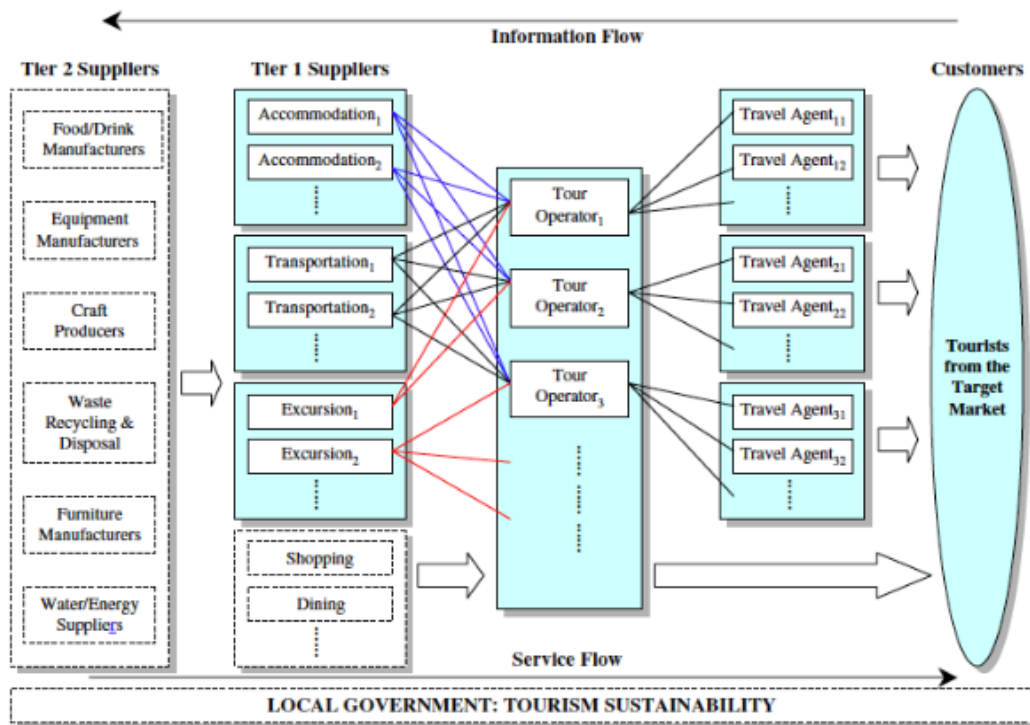 Information Flow
Tier 2 Suppliers
Food/Drink
Manufacturers
Equipment
Manufacturers
Craft
Producers
Waste
Recycling &
Disposal
Furniture
Manufacturers
Water/Energy
Suppliers
Tier 1 Suppliers
Accommodation1
Accommodation2
Transportation1
Transportation2
Excursion1
Excursion2
Shopping
Dining
Tour
Operator1
Tour
Operator2
Tour
Operator3
Travel Agent11
Travel Agent12
Travel Agent21
Travel Agent22
Travel Agent31
Travel Agent32
Customers
Tourists
from the
Target
Market
Service Flow
LOCAL GOVERNMENT: TOURISM SUSTAINABILITY